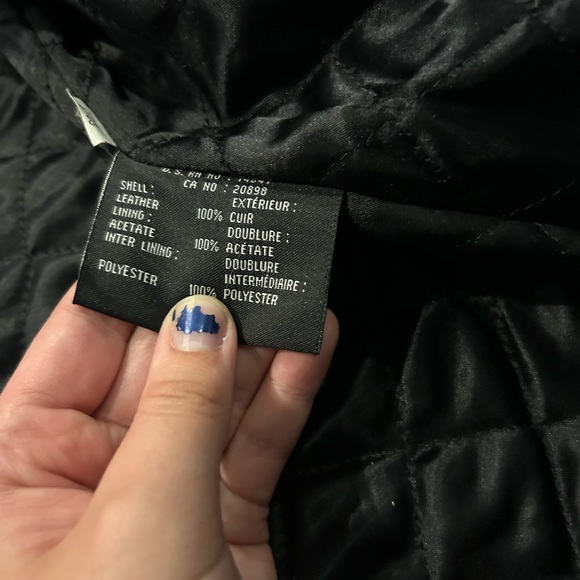 CA NO : 20898
SHELL : EXTÉRIEUR :
LEATHER 100% CUIR
LINING : DOUBLURE :
ACETATE 100% ACÉTATE
INTER LINING : DOUBLURE
INTERMÉDIAIRE :
POLYESTER 100% POLYESTER